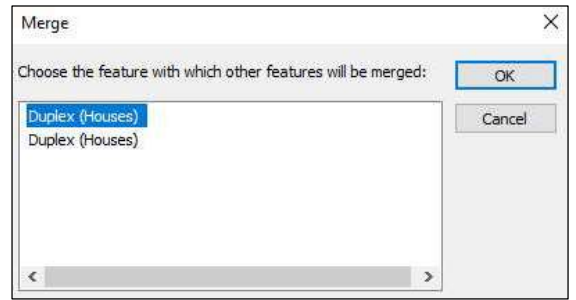 Merge
Choose the feature with which other features will be merged:
OK
Duplex (Houses)
Cancel
Duplex (Houses)